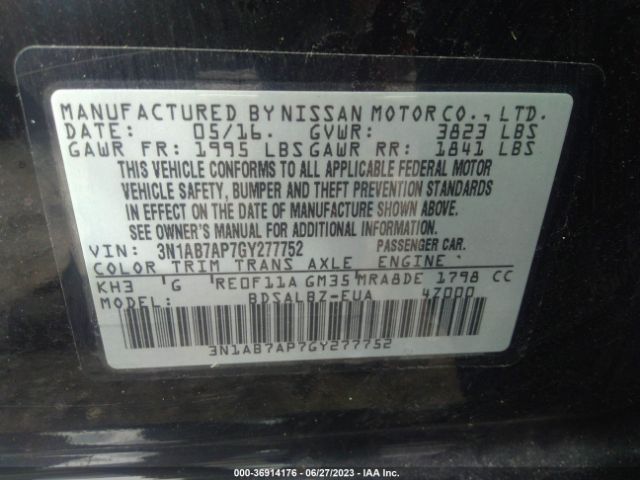 MANUFACTURED BY NISSAN MOTOR CO., LTD.
DATE: 05/16. GVWR: 3823 LBS
GAWR FR: 1995 LBS GAWR RR: 1841 LBS
THIS VEHICLE CONFORMS TO ALL APPLICABLE FEDERAL MOTOR
VEHICLE SAFETY, BUMPER AND THEFT PREVENTION STANDARDS
IN EFFECT ON THE DATE OF MANUFACTURE SHOWN ABOVE.
SEE OWNER'S MANUAL FOR ADDITIONAL INFORMATION.
VIN: 3N1AB7AP7GY277752 PASSENGER CAR.
COLOR TRIM TRANS AXLE ENGINE
KH3 G RE0F11A GM35 MRA8DE 1798 CC
MODEL: BDSALBZ-EUA 4Z000
3N1AB7AP7GY277752
0-36914176 - 06/27/2023 - IAA Inc.